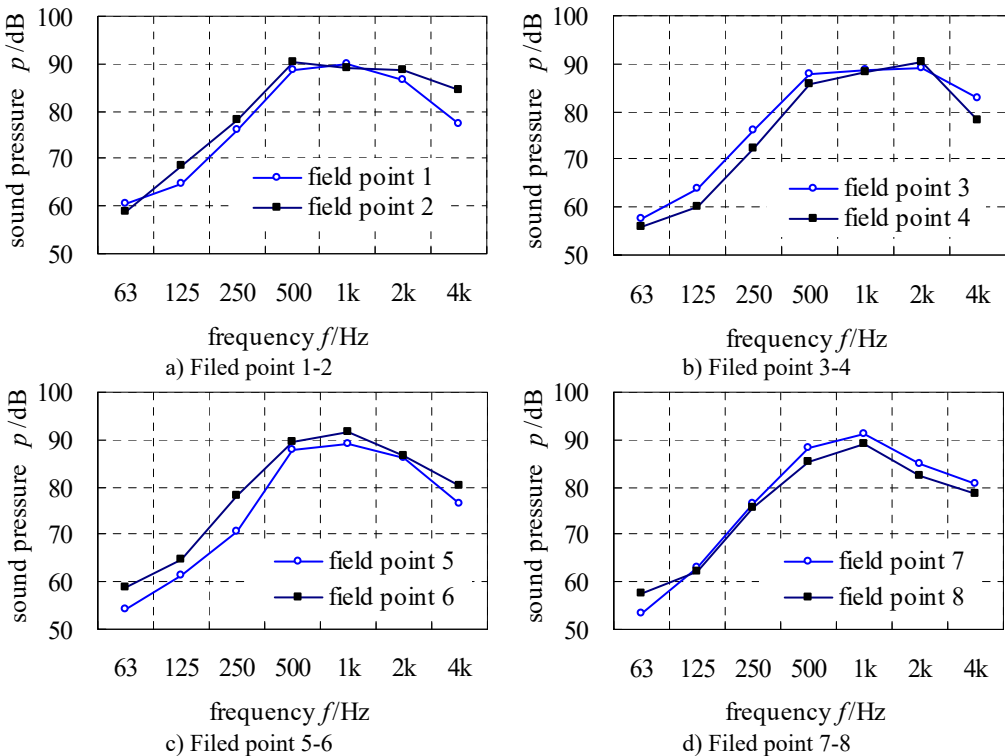 sound pressure p /dB
100
90
80
70
60
50
field point 1
field point 2
63 125 250 500 1k 2k 4k
frequency f/Hz
a) Filed point 1-2
sound pressure p /dB
100
90
80
70
60
50
field point 3
field point 4
63 125 250 500 1k 2k 4k
frequency f/Hz
b) Filed point 3-4
sound pressure p /dB
100
90
80
70
60
50
field point 5
field point 6
63 125 250 500 1k 2k 4k
frequency f/Hz
c) Filed point 5-6
sound pressure p /dB
100
90
80
70
60
50
field point 7
field point 8
63 125 250 500 1k 2k 4k
frequency f/Hz
d) Filed point 7-8